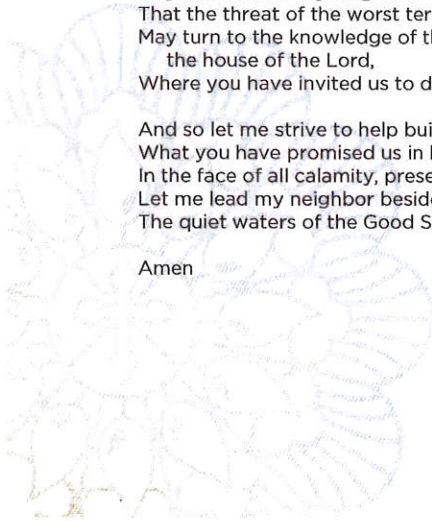 That the threat of the worst
May turn to the knowledge of
the house of the Lord,
Where you have invited us to
And so let me strive to help
What you have promised us in
In the face of all calamity,
Let me lead my neighbor
The quiet waters of the Good
Amen